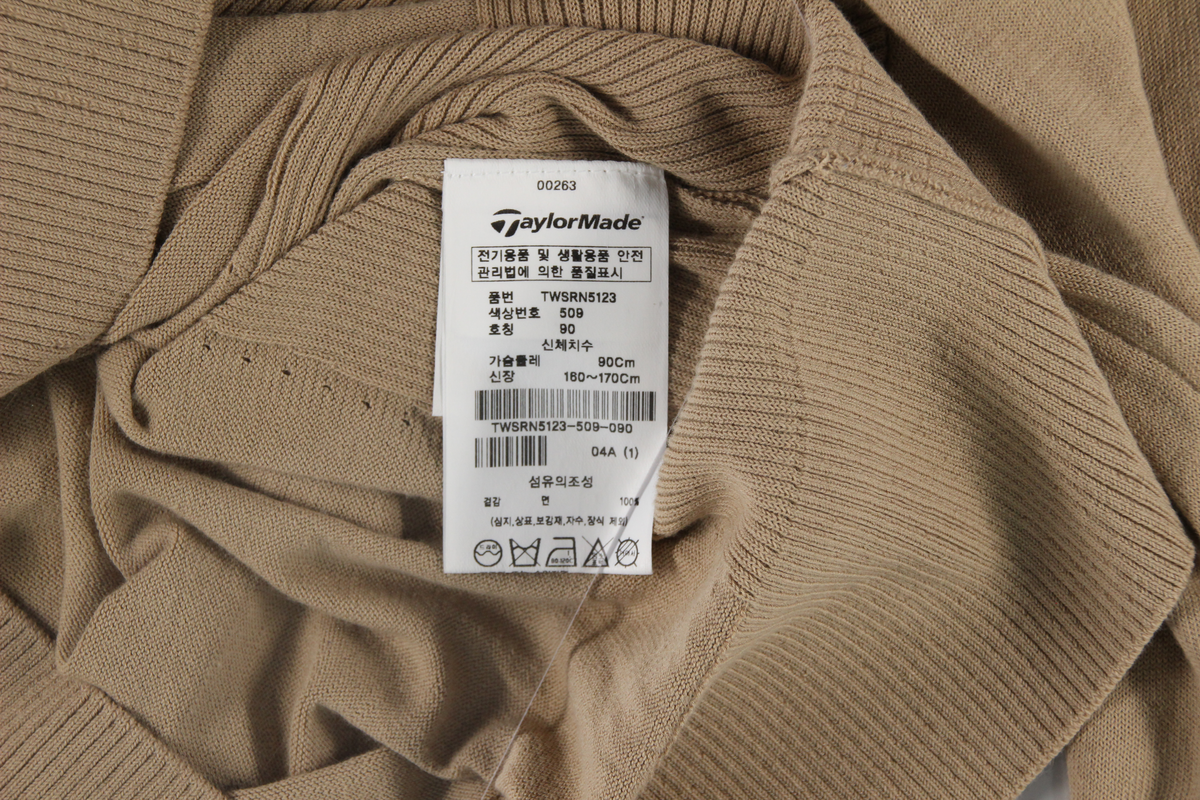 00263
TaylorMade
전기용품 및 생활용품 안전
관리법에 의한 품질표시
품번 TWSRN5123
색상번호 509
호칭 90
신체치수
가슴둘레 90Cm
신장 160~170Cm
TWSRN5123-509-090
04A (1)
섬유의조성
겉감 면 100%
(심지,상표,보강재,자수,장식 제외)